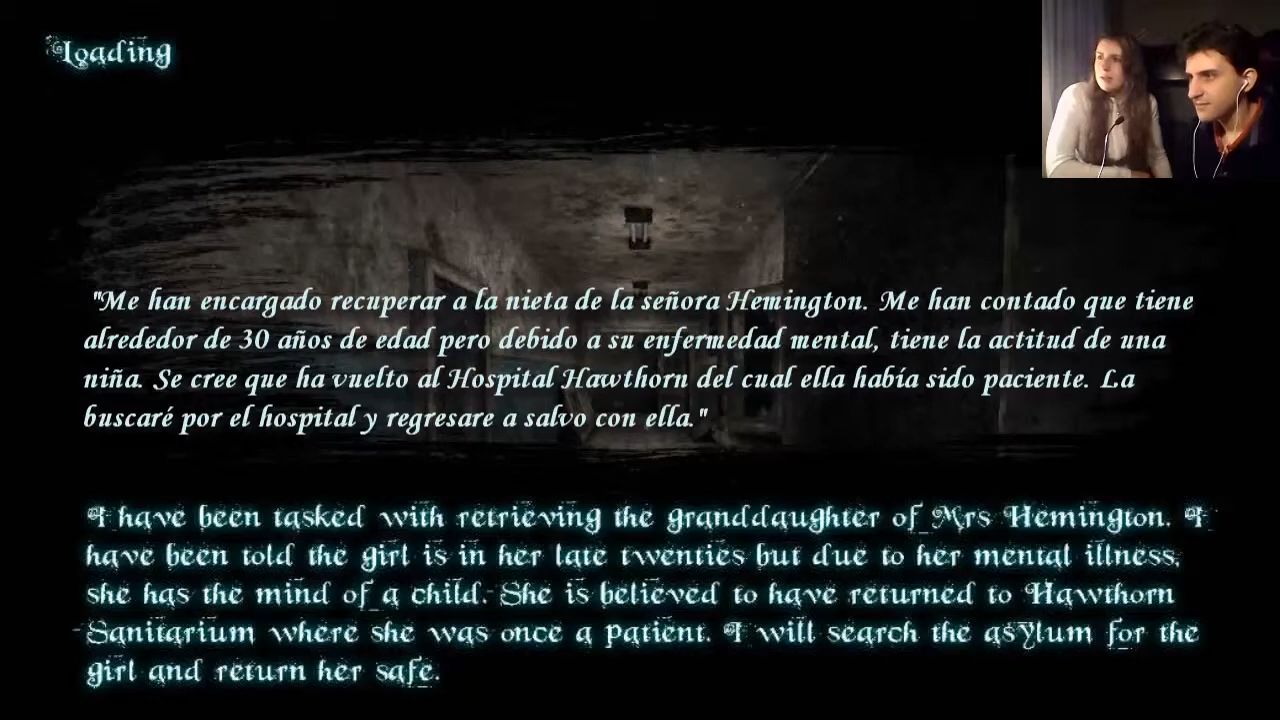 Loading
"Me han encargado recuperar a la nieta de la señora Hemington. Me han contado que tiene
alrededor de 30 años de edad pero debido a su enfermedad mental, tiene la actitud de una
niña. Se cree que ha vuelto al Hospital Hawthorn del cual ella había sido paciente. La
buscaré por el hospital y regresare a salvo con ella."
I have been tasked with retrieving the granddaughter of Mrs Hemington. I
have been told the girl is in her late twenties but due to her mental illness,
she has the mind of a child. She is believed to have returned to Hawthorn
Sanitarium where she was once a patient. I will search the asylum for the
girl and return her safe.